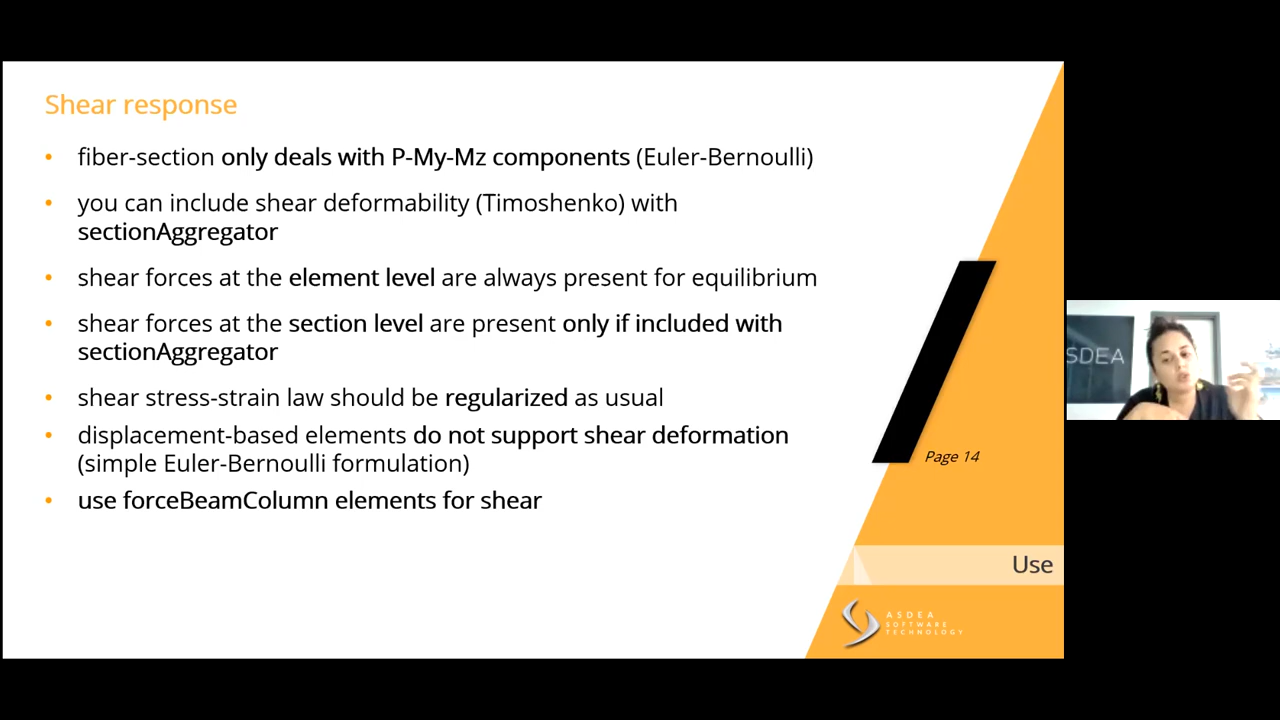 Shear response
• fiber-section only deals with P-My-Mz components (Euler-Bernoulli)
• you can include shear deformability (Timoshenko) with
sectionAggregator
• shear forces at the element level are always present for equilibrium
• shear forces at the section level are present only if included with
sectionAggregator
• shear stress-strain law should be regularized as usual
• displacement-based elements do not support shear deformation
(simple Euler-Bernoulli formulation)
• use forceBeamColumn elements for shear
Page 14
Use
ASDEA
SOFTWARE
TECHNOLOGY
SDEA